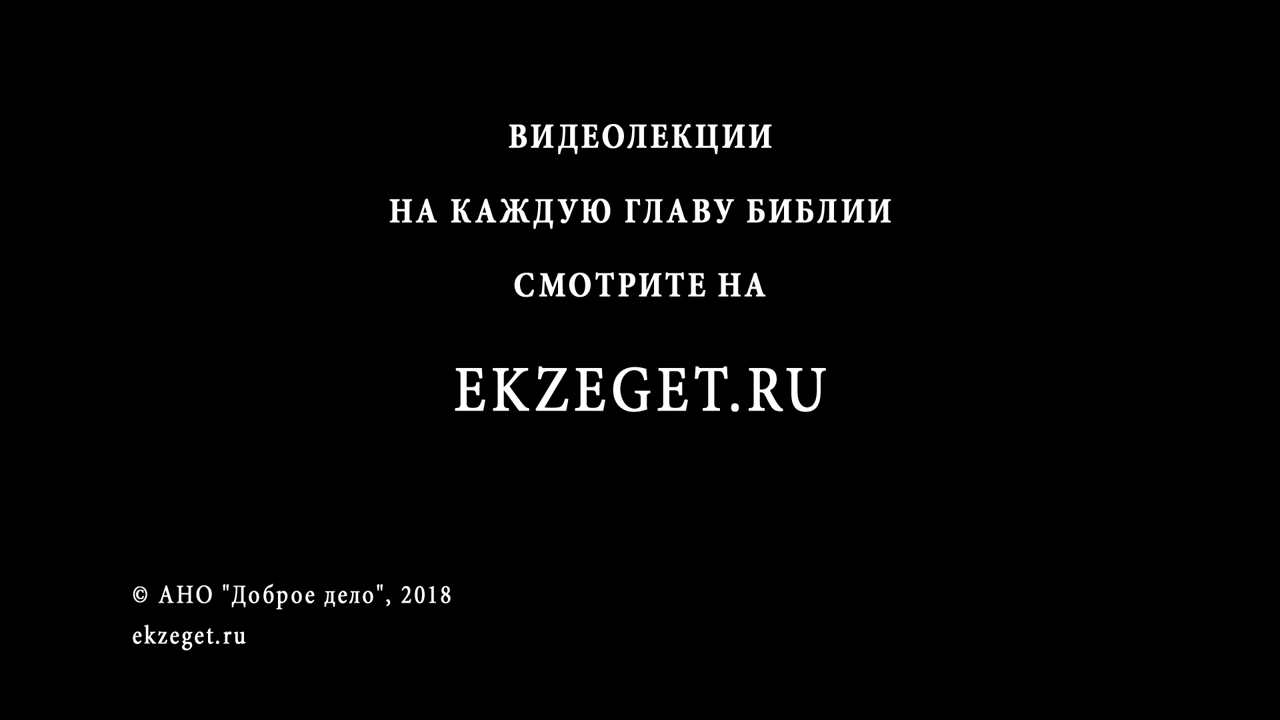 ВИДЕОЛЕКЦИИ
НА КАЖДУЮ ГЛАВУ БИБЛИИ
СМОТРИТЕ НА
EKZEGET.RU
© АНО "Доброе дело", 2018
ekzeget.ru